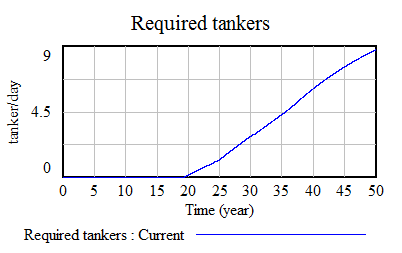 Required tankers
9
4.5
0
tanker/day
0 5 10 15 20 25 30 35 40 45 50
Time (year)
Required tankers : Current